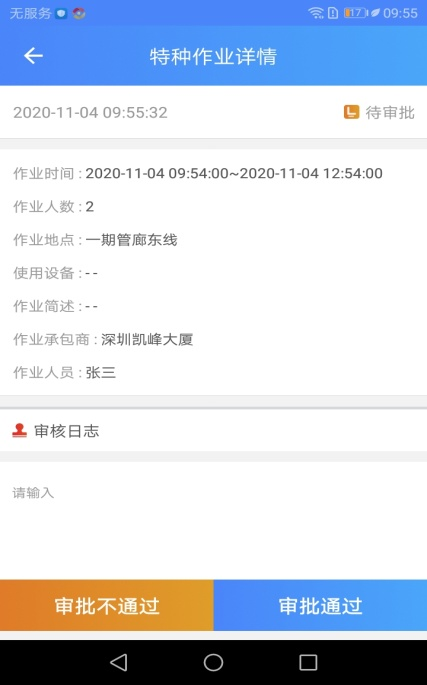 无服务 17 09:55
特种作业详情
2020-11-04 09:55:32 待审批
作业时间 : 2020-11-04 09:54:00~2020-11-04 12:54:00
作业人数 : 2
作业地点 : 一期管廊东线
使用设备 : - -
作业简述 : - -
作业承包商 : 深圳凯峰大厦
作业人员 : 张三
审核日志
请输入
审批不通过 审批通过